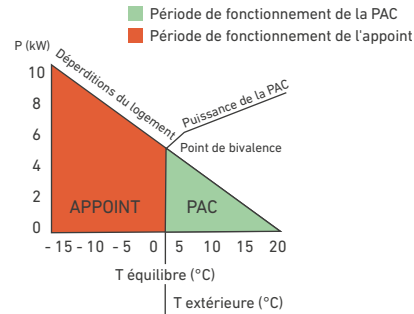 Période de fonctionnement de la PAC
Période de fonctionnement de l'appoint
P (kW)
10
8
6
4
2
0
Déperditions du logement
Puissance de la PAC
Point de bivalence
APPOINT
PAC
- 15 - 10 - 5 0 5 10 15 20
T équilibre (°C)
T extérieure (°C)